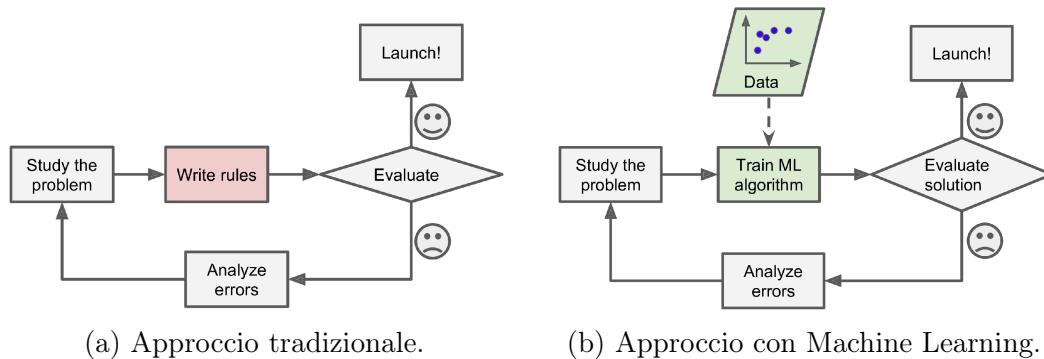 Launch!
Study the
problem
Write rules
Evaluate
Analyze
errors
(a) Approccio tradizionale.
Data
Launch!
Study the
problem
Train ML
algorithm
Evaluate
solution
Analyze
errors
(b) Approccio con Machine Learning.